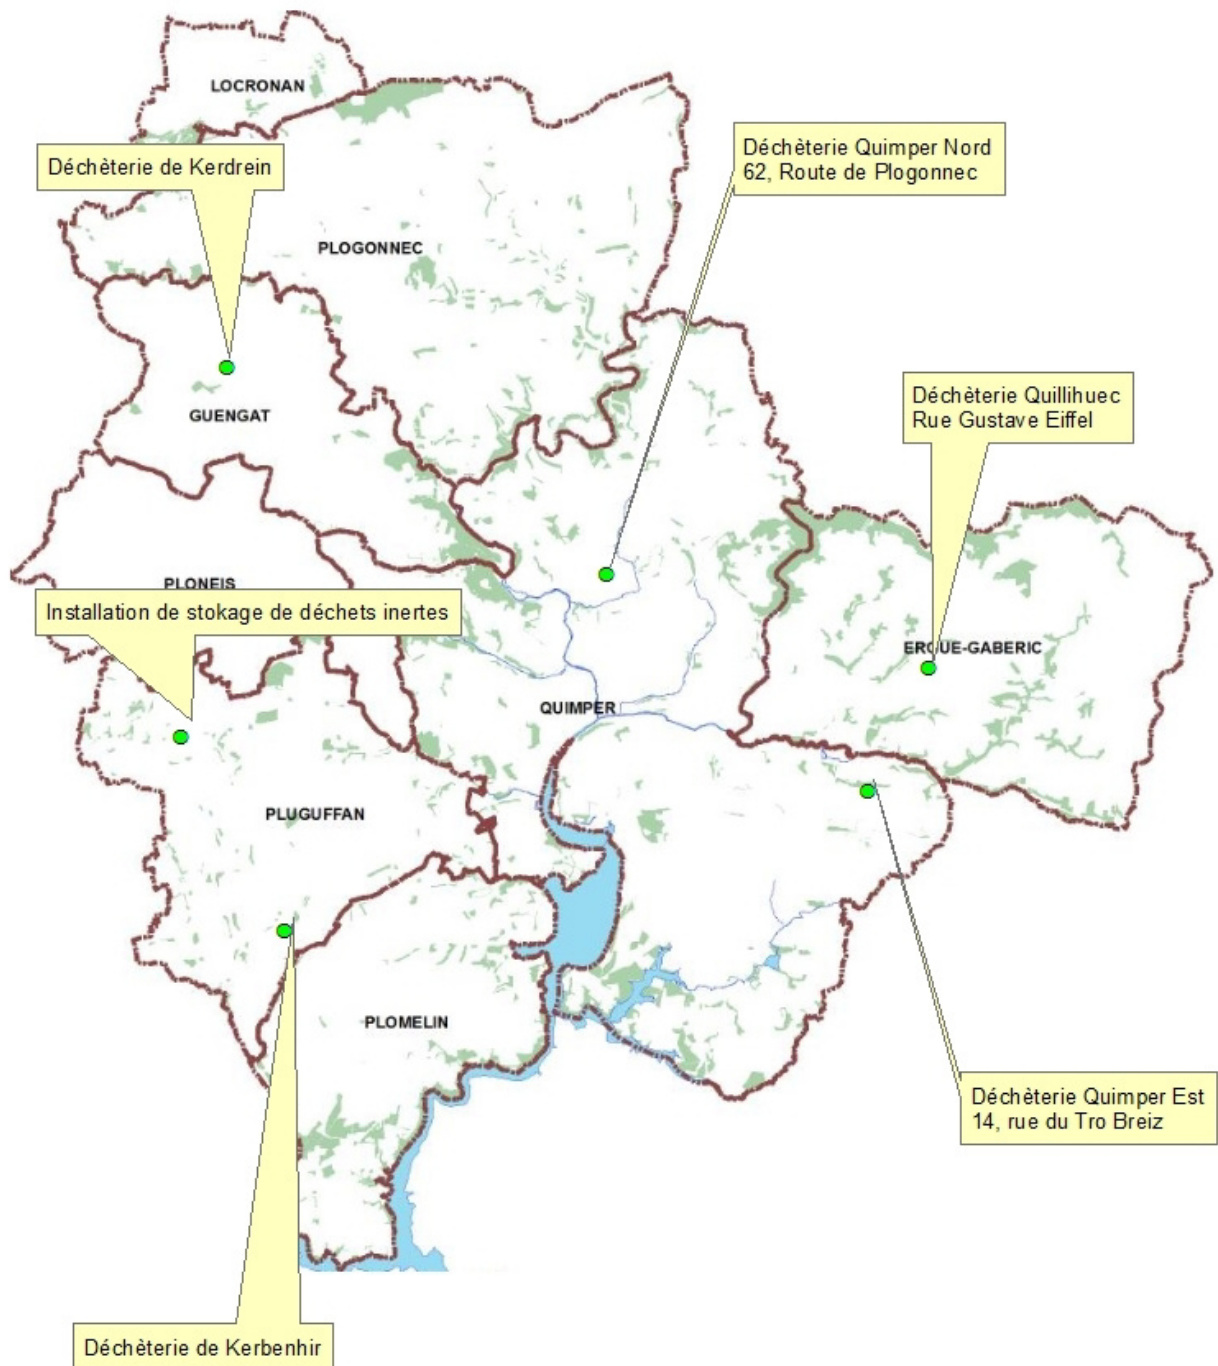 LOCRONAN
Déchèterie de Kerdrein
Déchèterie Quimper Nord
62, Route de Plogonnec
PLOGONNEC
GUENGAT
Déchèterie Quillihuec
Rue Gustave Eiffel
PLONEIS
Installation de stokage de déchets inertes
ERGUE-GABERIC
QUIMPER
PLUGUFFAN
PLOMELIN
Déchèterie Quimper Est
14, rue du Tro Breiz
Déchèterie de Kerbenhir